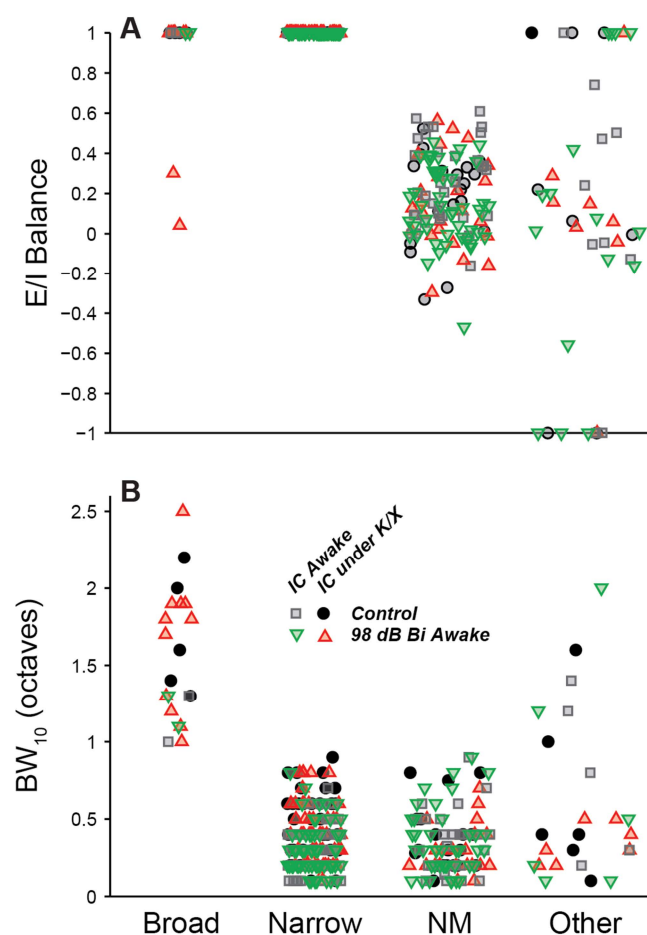 A
1
0.8
0.6
0.4
0.2
0
−0.2
−0.4
−0.6
−0.8
−1
E/I Balance
B
2.5
2
1.5
1
0.5
0
BW10 (octaves)
IC Awake
IC under K/X
Control
98 dB Bi Awake
Broad Narrow NM Other